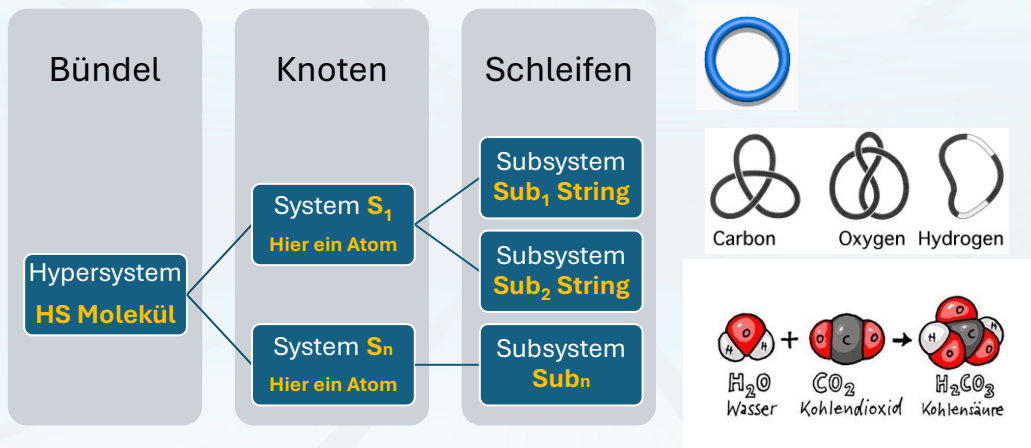 Bündel
Knoten
Schleifen
Hypersystem
HS Molekül
System S₁
Hier ein Atom
System Sn
Hier ein Atom
Subsystem
Sub₁ String
Subsystem
Sub₂ String
Subsystem
Subn
Carbon
Oxygen
Hydrogen
H O H
+
O C O
→
H O C O O H
H₂O
Wasser
CO₂
Kohlendioxid
H₂CO₃
Kohlensäure